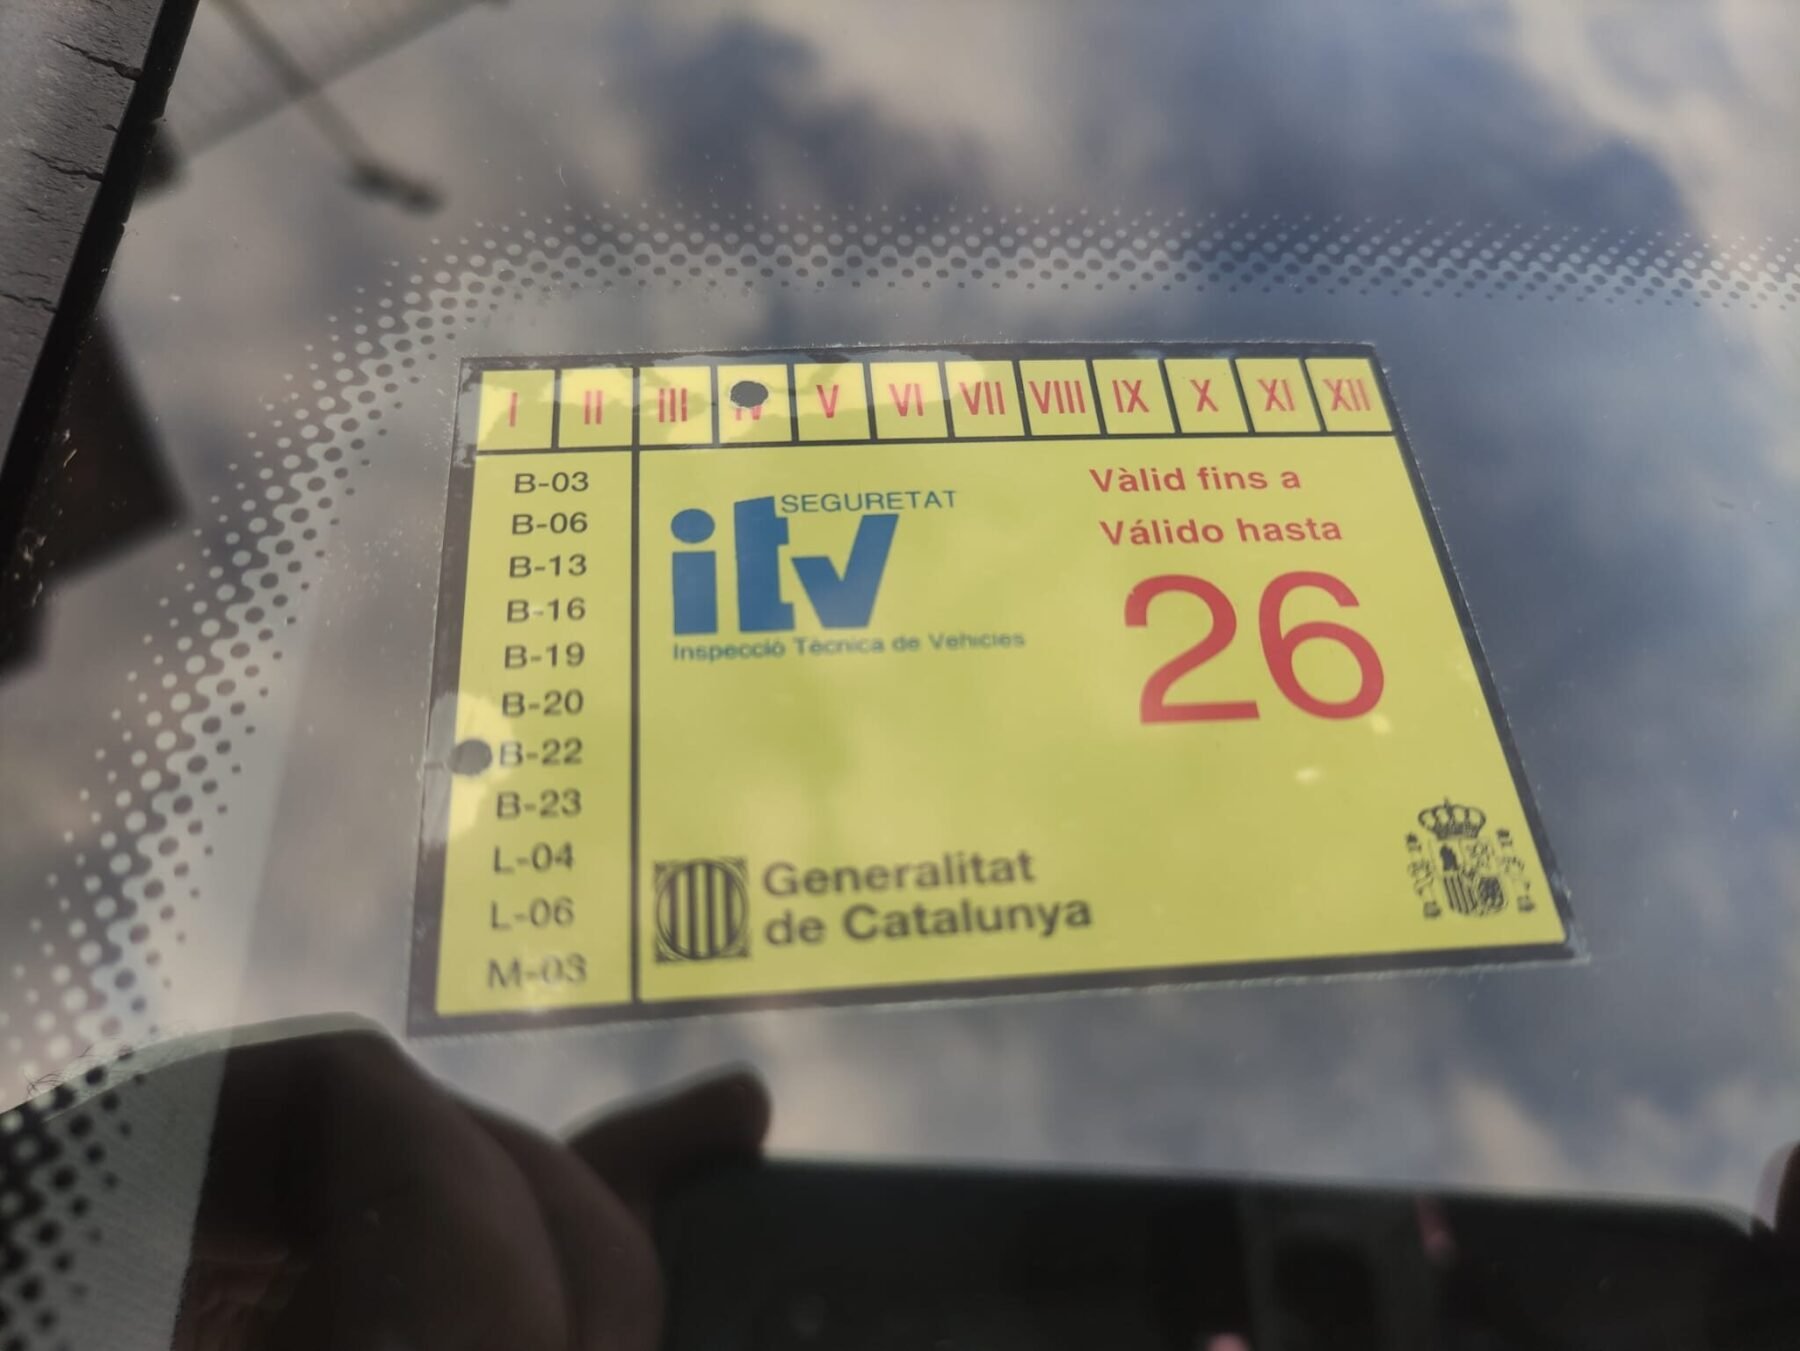 I II III IV V VI VII VIII IX X XI XII
B-03
B-06
B-13
B-16
B-19
B-20
B-22
B-23
L-04
L-06
M-03
itv SEGURETAT
Inspecció Tècnica de Vehicles
Vàlid fins a
Válido hasta
26
Generalitat
de Catalunya